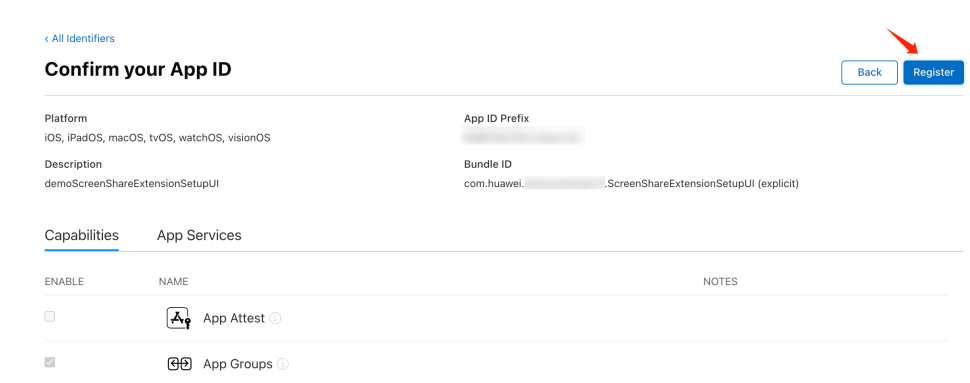 ‹ All Identifiers
Confirm your App ID
Back
Register
Platform
App ID Prefix
iOS, iPadOS, macOS, tvOS, watchOS, visionOS
Description
Bundle ID
demoScreenShareExtensionSetupUI
com.huawei. .ScreenShareExtensionSetupUI (explicit)
Capabilities
App Services
ENABLE
NAME
NOTES
App Attest
App Groups